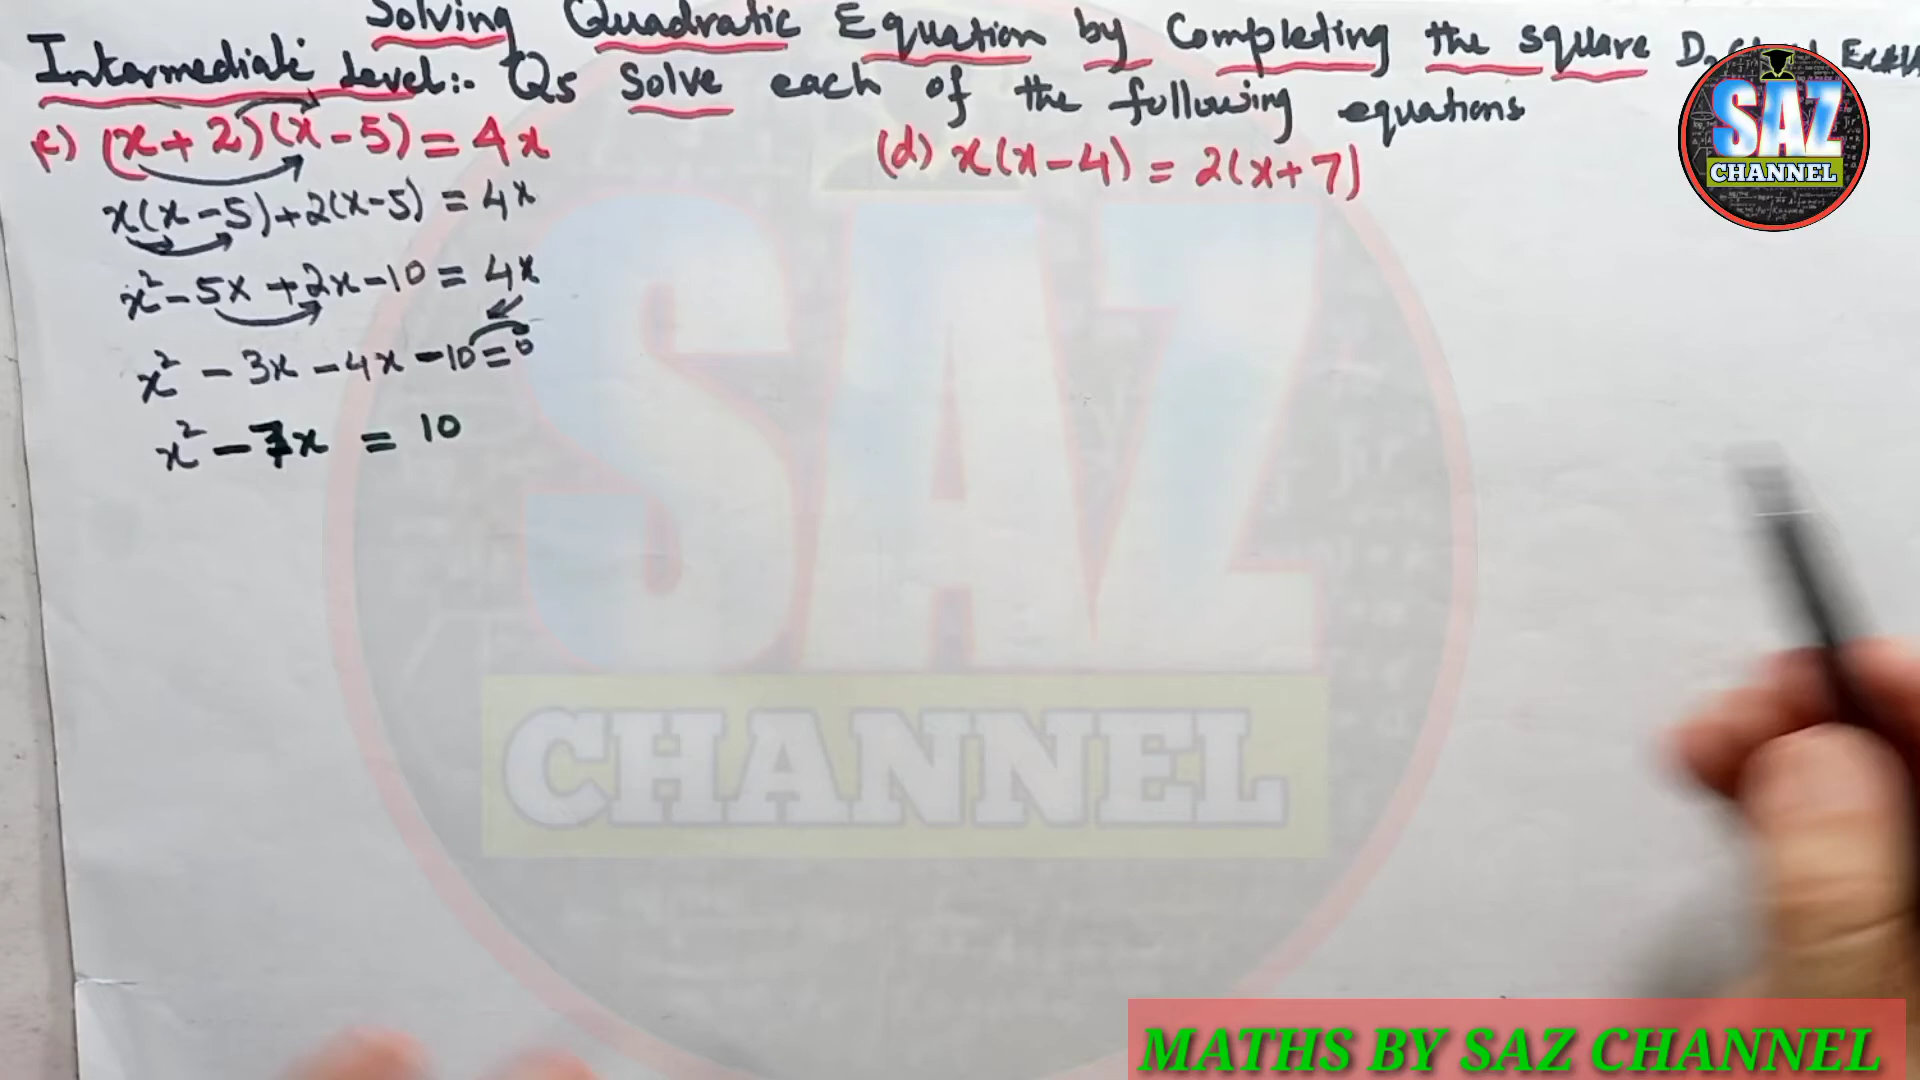 Solving Quadratic Equation by Completing the square
Intermediate Level:- Q5 Solve each of the following equations
c) (x+2)(x-5)=4x
x(x-5)+2(x-5)=4x
x²-5x+2x-10=4x
x²-3x-4x-10=0
x²-7x=10
(d) x(x-4)=2(x+7)
SAZ
CHANNEL
SAZ
CHANNEL
MATHS BY SAZ CHANNEL